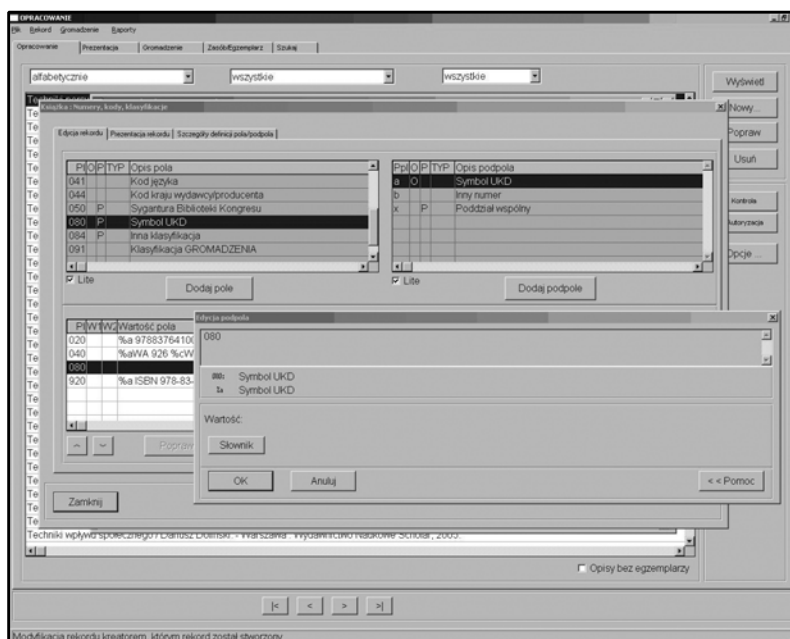 OPRACOWANIE
Plik Rekord Gromadzenie Raporty
Opracowanie Prezentacja Gromadzenie Zasób/Egzemplarz Szukaj
alfabetycznie wszystkie wszystkie
Wyświetl
Nowy...
Popraw
Usuń
Kontrola
Autoryzacja
Opcje ...
Książka : Numery, kody, klasyfikacje
Edycja rekordu Prezentacja rekordu Szczegóły definicji pola/podpola
Pl O P TYP Opis pola
041 Kod języka
044 Kod kraju wydawcy/producenta
050 P Sygantura Biblioteki Kongresu
080 P Symbol UKD
084 P Inna klasyfikacja
091 Klasyfikacja GROMADZENIA
Lite
Dodaj pole
Ppl O P TYP Opis podpola
a O Symbol UKD
b Inny numer
x P Poddział wspólny
Lite
Dodaj podpole
Pl W1 W2 Wartość pola
020 %a 97883764100
040 %aWA 926 %cW
080
920 %a ISBN 978-83-
Popraw
Zamknij
Edycja podpola
080
080: Symbol UKD
%a Symbol UKD
Wartość:
Słownik
OK Anuluj << Pomoc
Techniki wpływu społecznego / Dariusz Doliński. - Warszawa : Wydawnictwo Naukowe Scholar, 2005.
Opisy bez egzemplarzy
|< < > >|
Modyfikacja rekordu kreatorem, którym rekord został stworzony